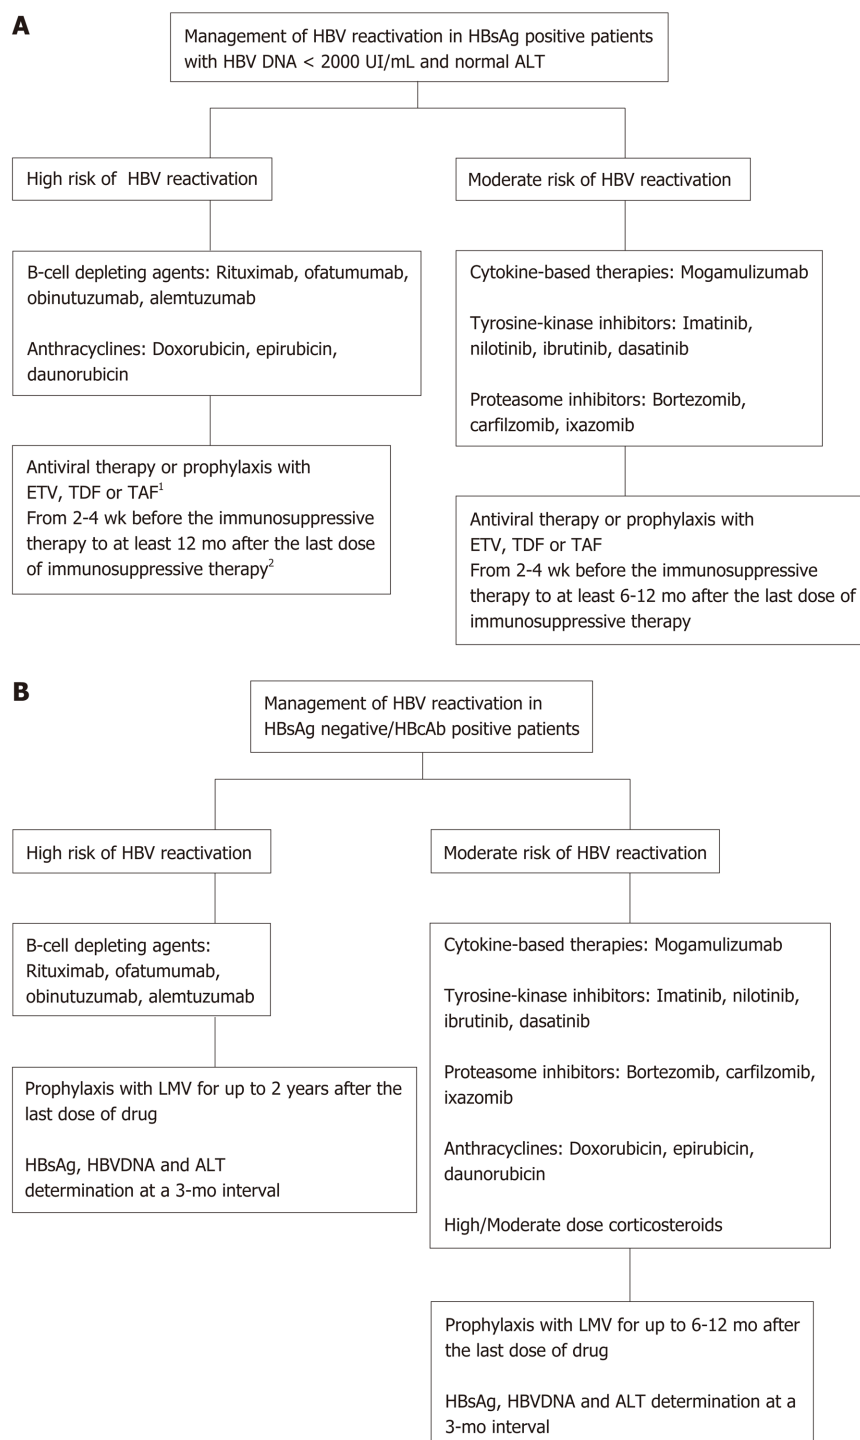 A
Management of HBV reactivation in HBsAg positive patients
with HBV DNA < 2000 UI/mL and normal ALT
High risk of HBV reactivation
Moderate risk of HBV reactivation
B-cell depleting agents: Rituximab, ofatumumab,
obinutuzumab, alemtuzumab
Anthracyclines: Doxorubicin, epirubicin,
daunorubicin
Cytokine-based therapies: Mogamulizumab
Tyrosine-kinase inhibitors: Imatinib,
nilotinib, ibrutinib, dasatinib
Proteasome inhibitors: Bortezomib,
carfilzomib, ixazomib
Antiviral therapy or prophylaxis with
ETV, TDF or TAF¹
From 2-4 wk before the immunosuppressive
therapy to at least 12 mo after the last dose
of immunosuppressive therapy²
Antiviral therapy or prophylaxis with
ETV, TDF or TAF
From 2-4 wk before the immunosuppressive
therapy to at least 6-12 mo after the last dose of
immunosuppressive therapy
B
Management of HBV reactivation in
HBsAg negative/HBcAb positive patients
High risk of HBV reactivation
Moderate risk of HBV reactivation
B-cell depleting agents:
Rituximab, ofatumumab,
obinutuzumab, alemtuzumab
Cytokine-based therapies: Mogamulizumab
Tyrosine-kinase inhibitors: Imatinib, nilotinib,
ibrutinib, dasatinib
Proteasome inhibitors: Bortezomib, carfilzomib,
ixazomib
Anthracyclines: Doxorubicin, epirubicin,
daunorubicin
High/Moderate dose corticosteroids
Prophylaxis with LMV for up to 2 years after the
last dose of drug
HBsAg, HBVDNA and ALT
determination at a 3-mo interval
Prophylaxis with LMV for up to 6-12 mo after
the last dose of drug
HBsAg, HBVDNA and ALT determination at a
3-mo interval